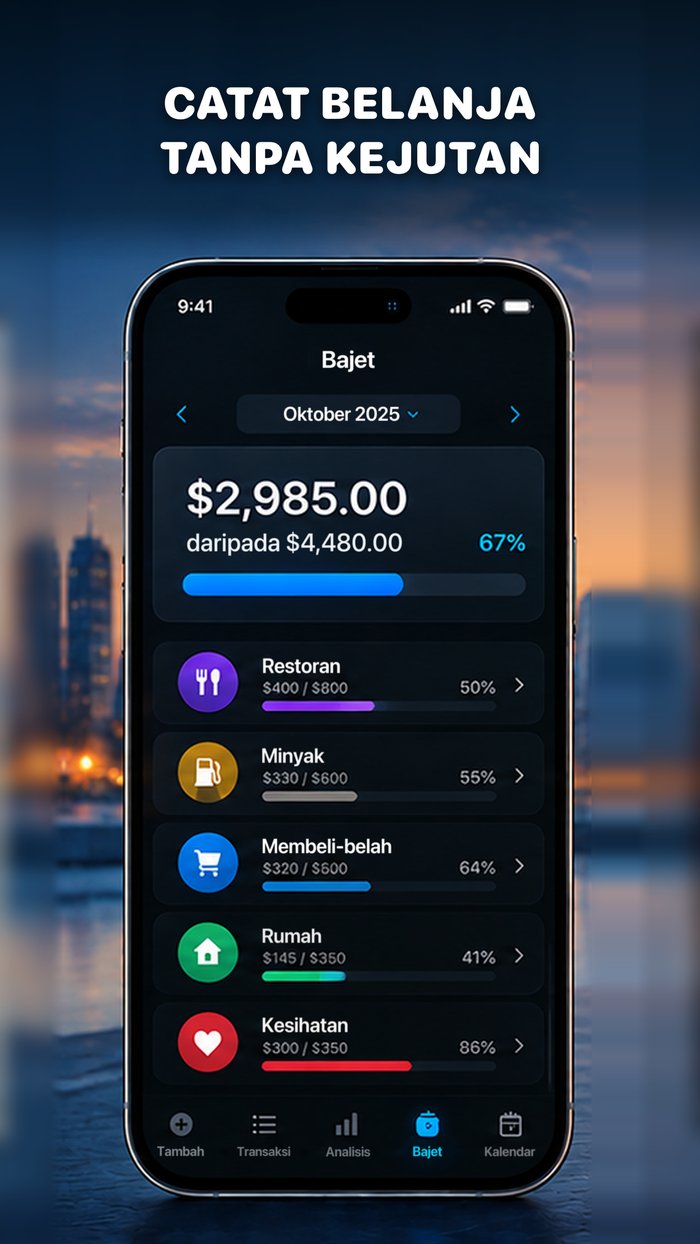 CATAT BELANJA
TANPA KEJUTAN
9:41
Bajet
Oktober 2025
$2,985.00
daripada $4,480.00
67%
Restoran
$400 / $800
50%
Minyak
$330 / $600
55%
Membeli-belah
$320 / $600
64%
Rumah
$145 / $350
41%
Kesihatan
$300 / $350
86%
Tambah
Transaksi
Analisis
Bajet
Kalendar